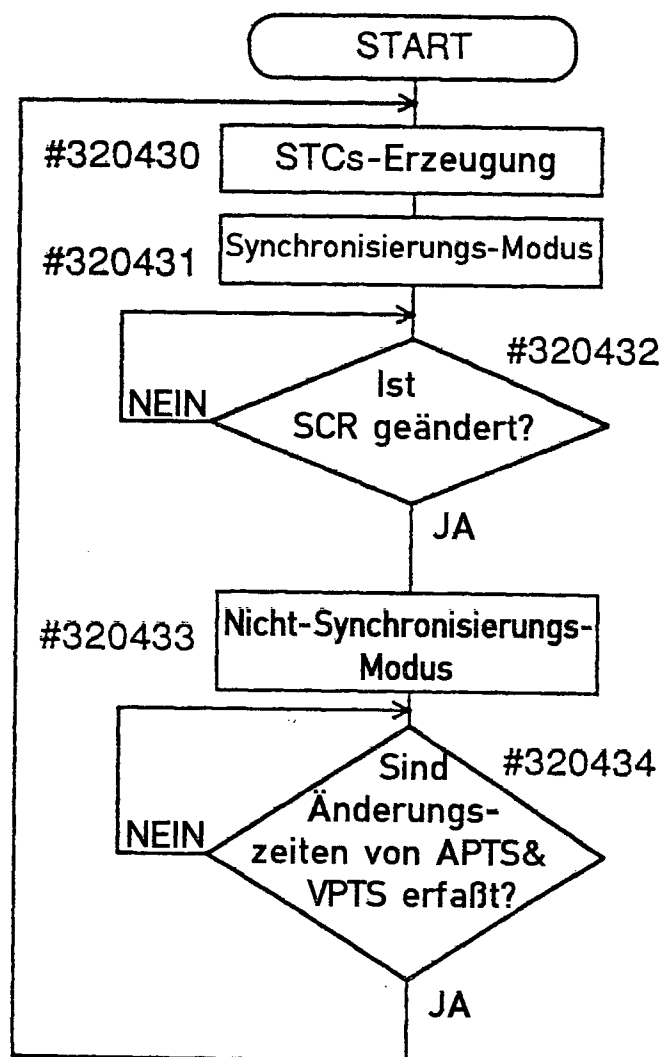 START
#320430
STCs-Erzeugung
#320431
Synchronisierungs-Modus
#320432
Ist
SCR geändert?
NEIN
JA
#320433
Nicht-Synchronisierungs-
Modus
#320434
Sind
Änderungs-
zeiten von APTS&
VPTS erfaßt?
NEIN
JA